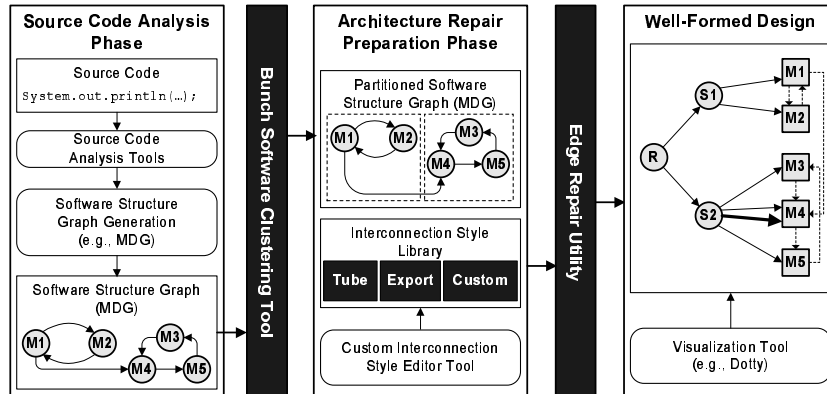 Source Code Analysis
Phase
Source Code
System.out.println(…);
Source Code
Analysis Tools
Software Structure
Graph Generation
(e.g., MDG)
Software Structure Graph
(MDG)
M1
M2
M3
M4
M5
Bunch Software Clustering Tool
Architecture Repair
Preparation Phase
Partitioned Software
Structure Graph (MDG)
M1
M2
M3
M4
M5
Interconnection Style
Library
Tube
Export
Custom
Custom Interconnection
Style Editor Tool
Edge Repair Utility
Well-Formed Design
R
S1
S2
M1
M2
M3
M4
M5
Visualization Tool
(e.g., Dotty)